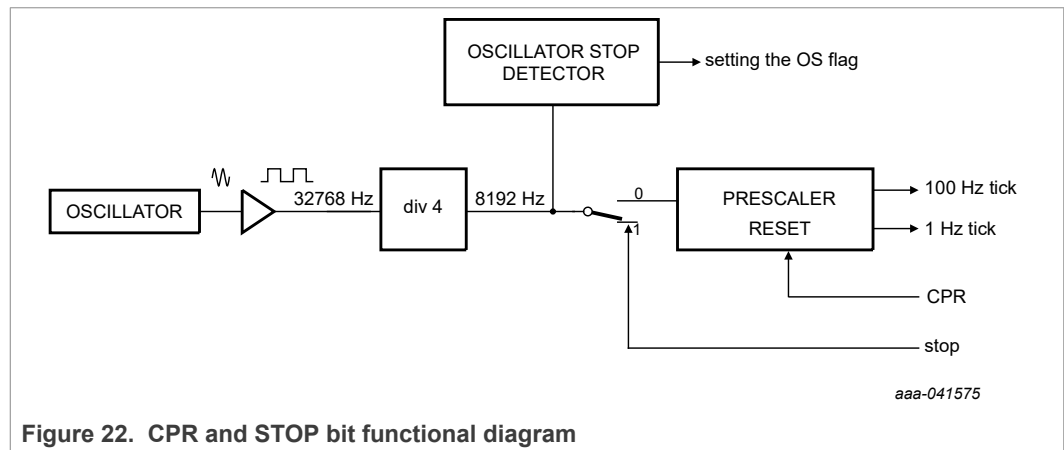 OSCILLATOR STOP
DETECTOR
setting the OS flag
OSCILLATOR
32768 Hz
div 4
8192 Hz
0
1
PRESCALER
RESET
100 Hz tick
1 Hz tick
CPR
stop
aaa-041575
Figure 22. CPR and STOP bit functional diagram